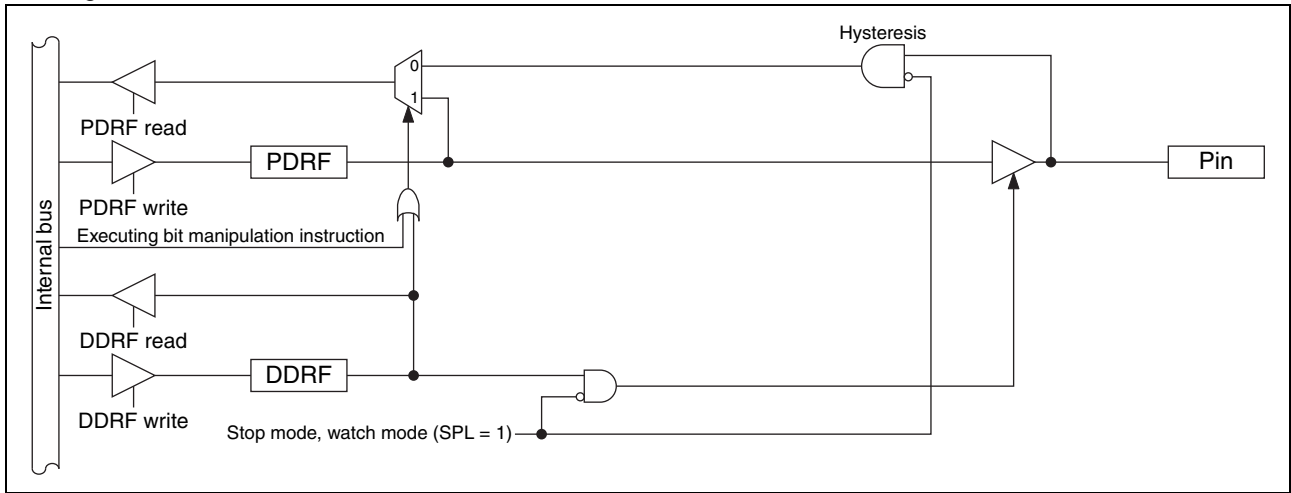 Hysteresis
0
1
PDRF read
PDRF
Pin
PDRF write
Executing bit manipulation instruction
Internal bus
DDRF read
DDRF
DDRF write
Stop mode, watch mode (SPL = 1)